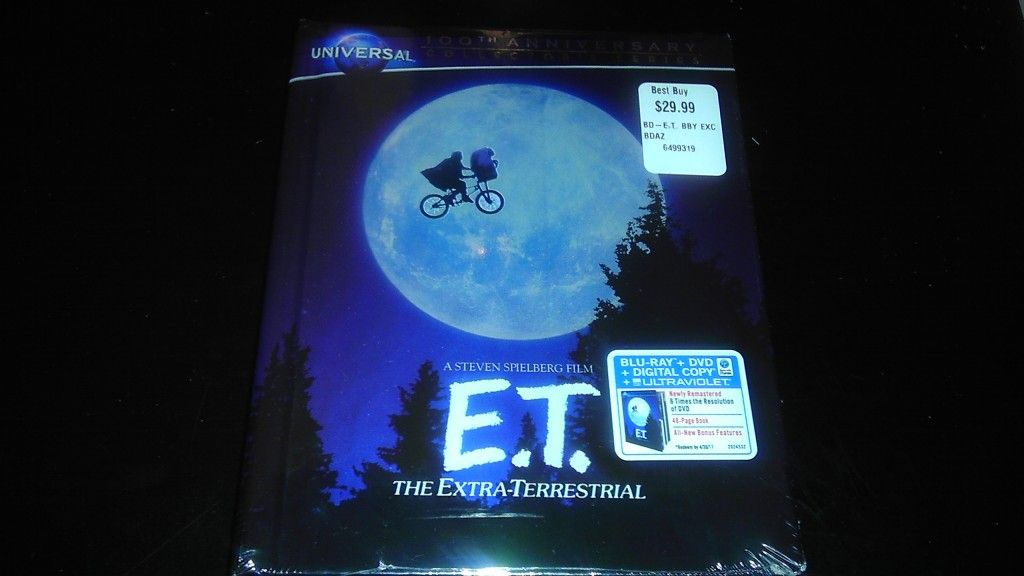 UNIVERSAL
100TH ANNIVERSARY
COLLECTOR'S SERIES
Best Buy
$29.99
BD-E.T. BBY EXC
BDAZ
6499319
A STEVEN SPIELBERG FILM
E.T.
THE EXTRA-TERRESTRIAL
BLU-RAY + DVD
+ DIGITAL COPY
+ ULTRAVIOLET
Newly Remastered
6 Times the Resolution
of DVD
48-Page Book
All-New Bonus Features
E.T.